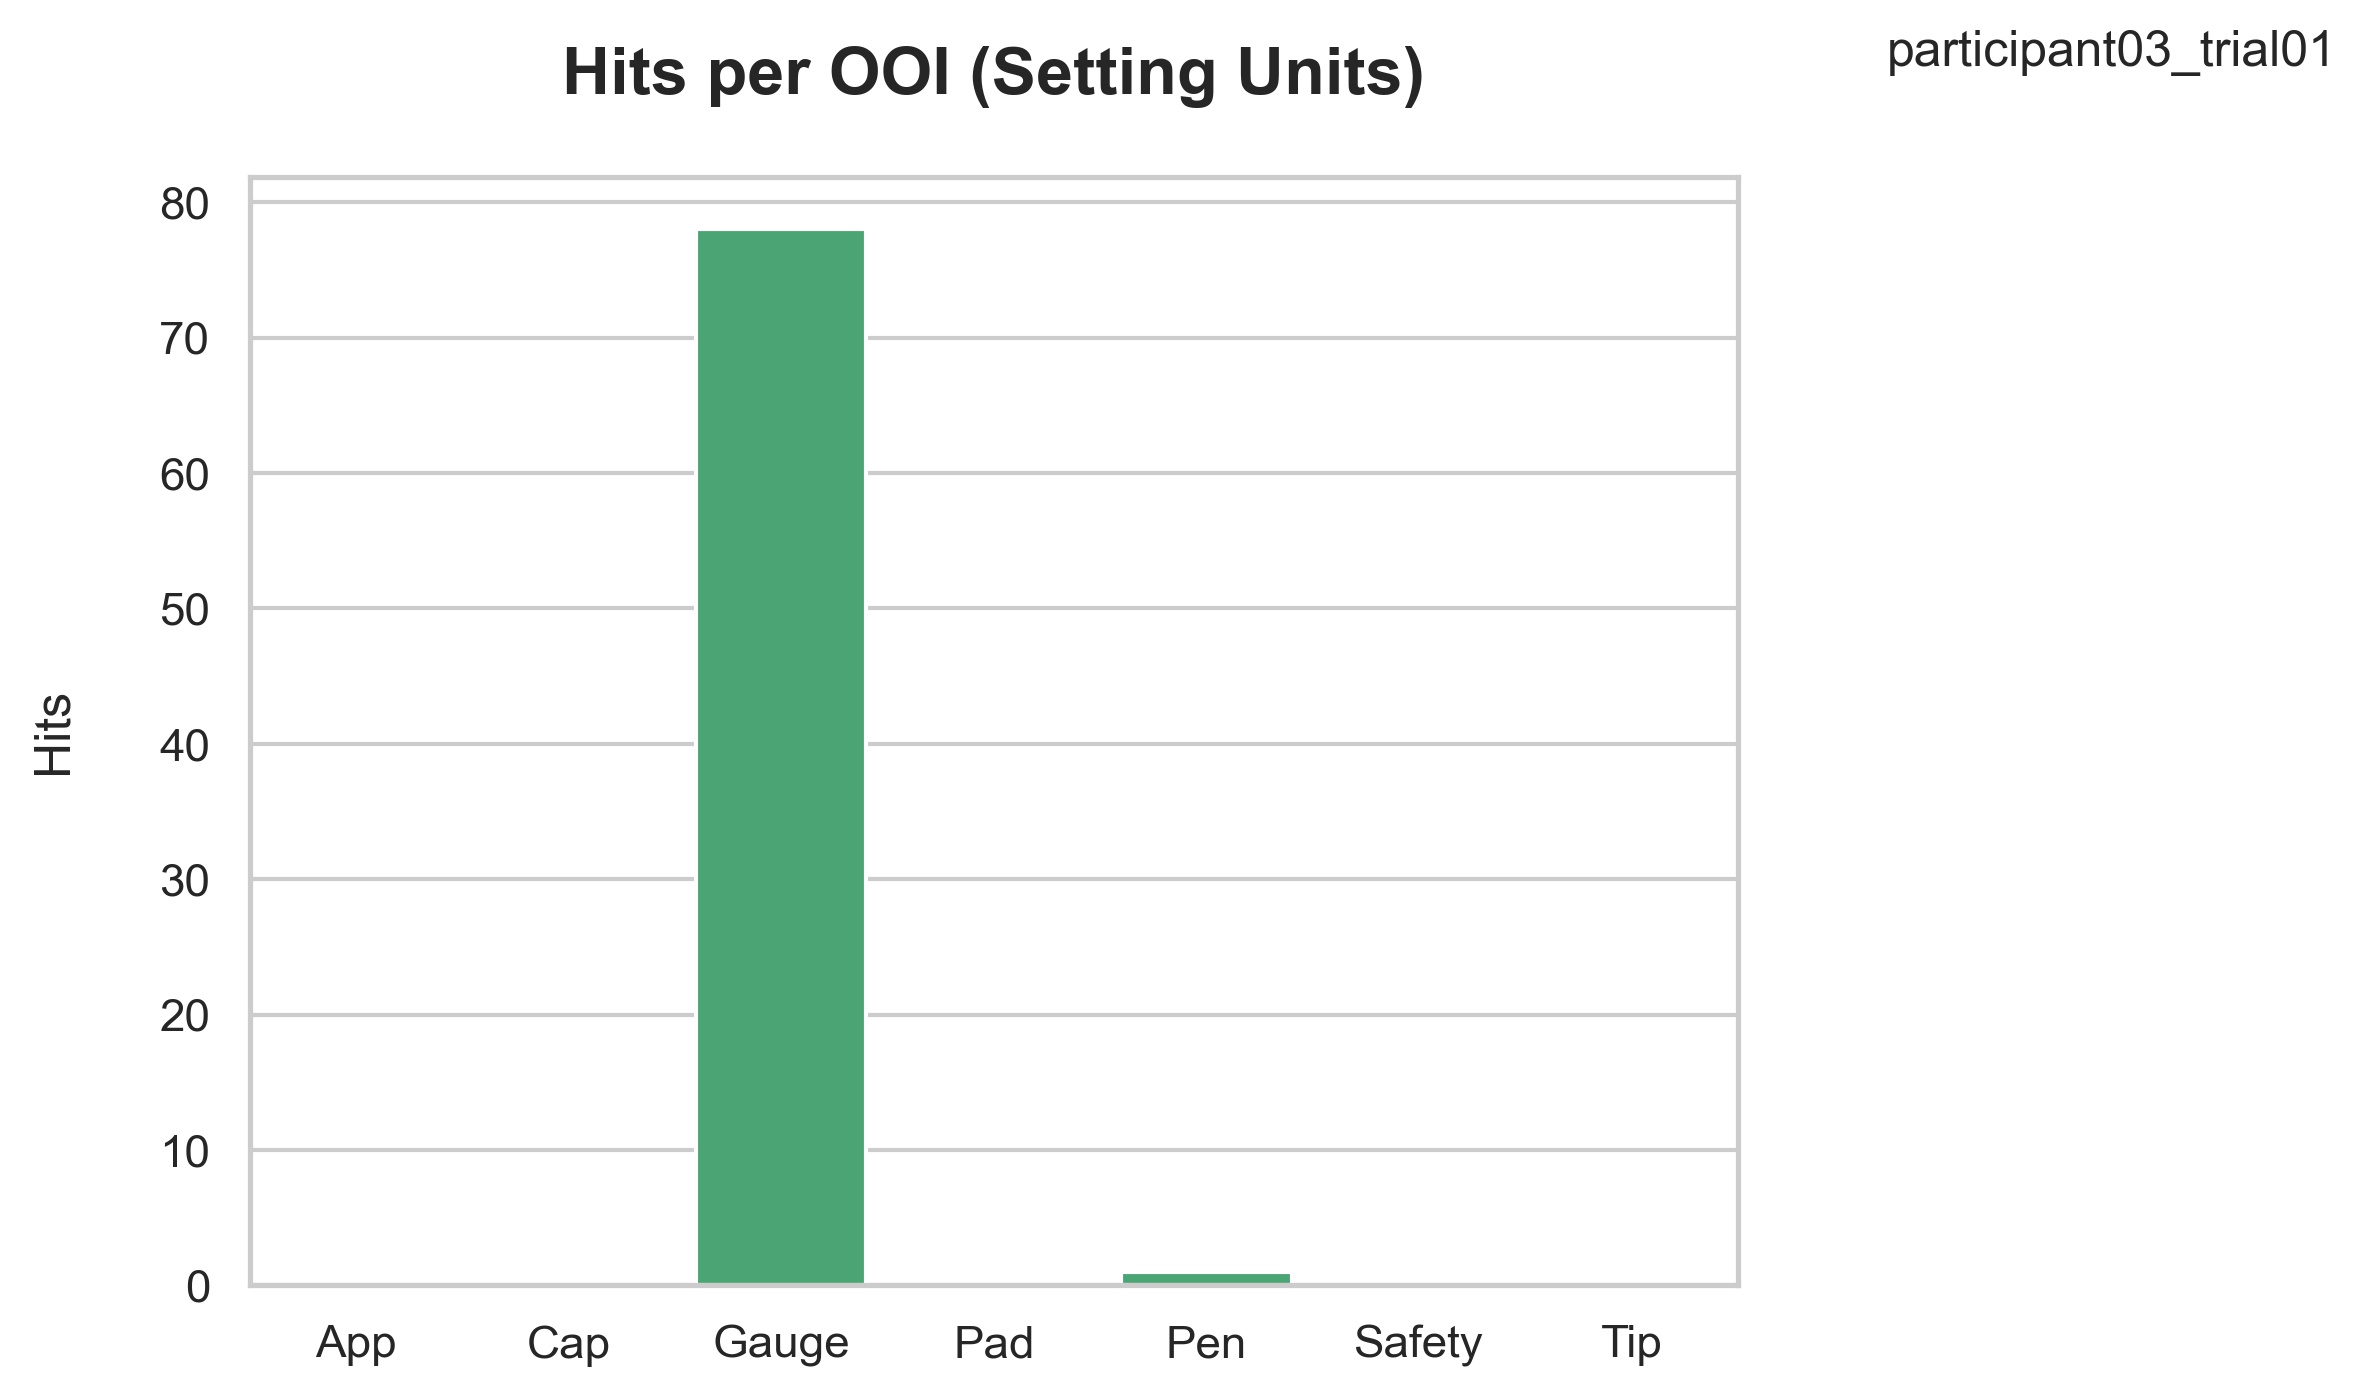 participant03_trial01
Hits per OOI (Setting Units)
Hits
80
70
60
50
40
30
20
10
0
App Cap Gauge Pad Pen Safety Tip